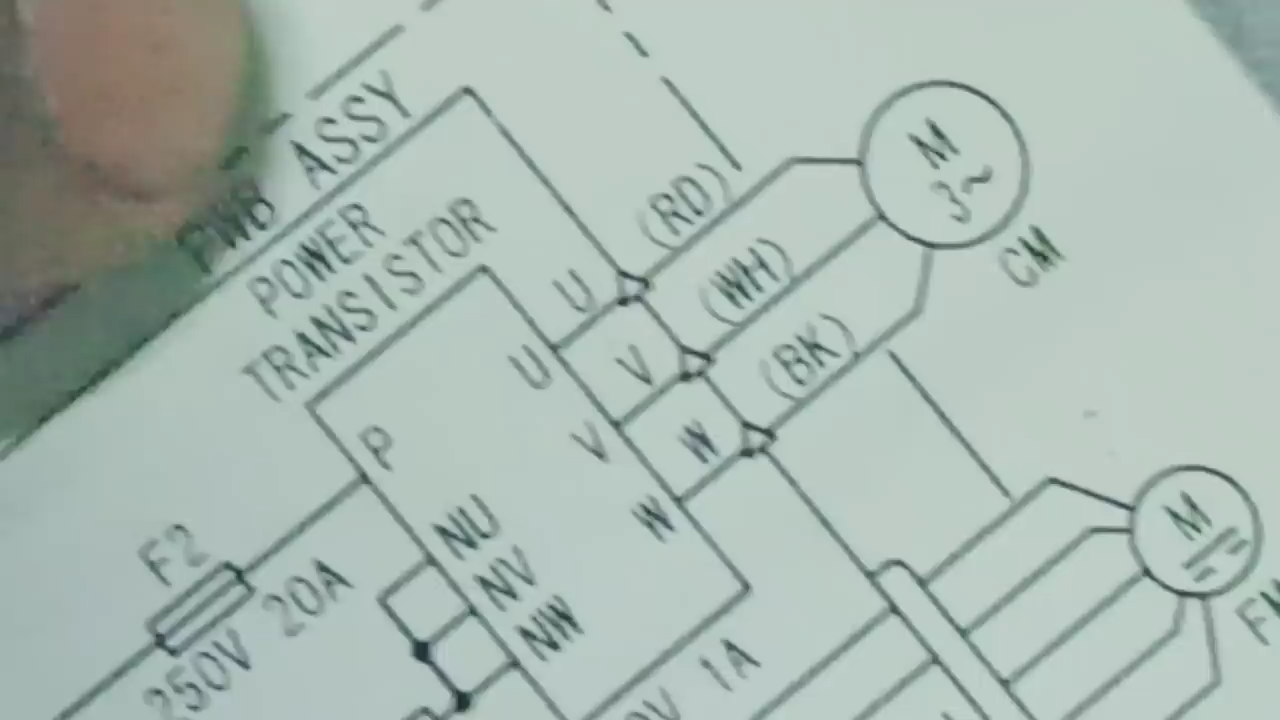 PWB ASSY
POWER
TRANSISTOR
(RD)
(WH)
(BK)
M
3~
CM
U
V
W
U
V
W
P
NU
NV
NW
F2
250V 20A
1A
M